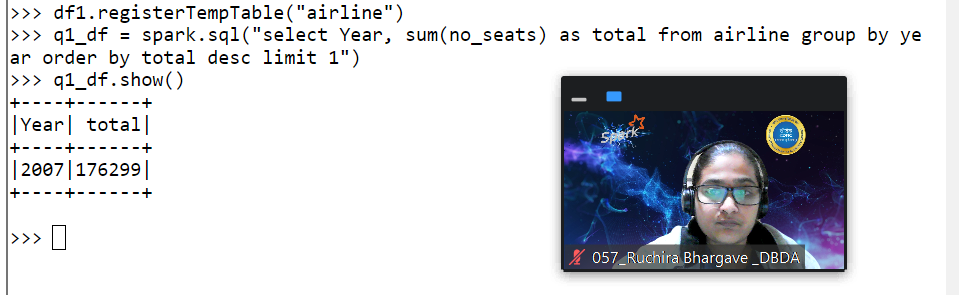 >>> df1.registerTempTable("airline")
>>> q1_df = spark.sql("select Year, sum(no_seats) as total from airline group by ye
ar order by total desc limit 1")
>>> q1_df.show()
+----+------+
|Year| total|
+----+------+
|2007|176299|
+----+------+
>>>
Spark
057_Ruchira Bhargave _DBDA